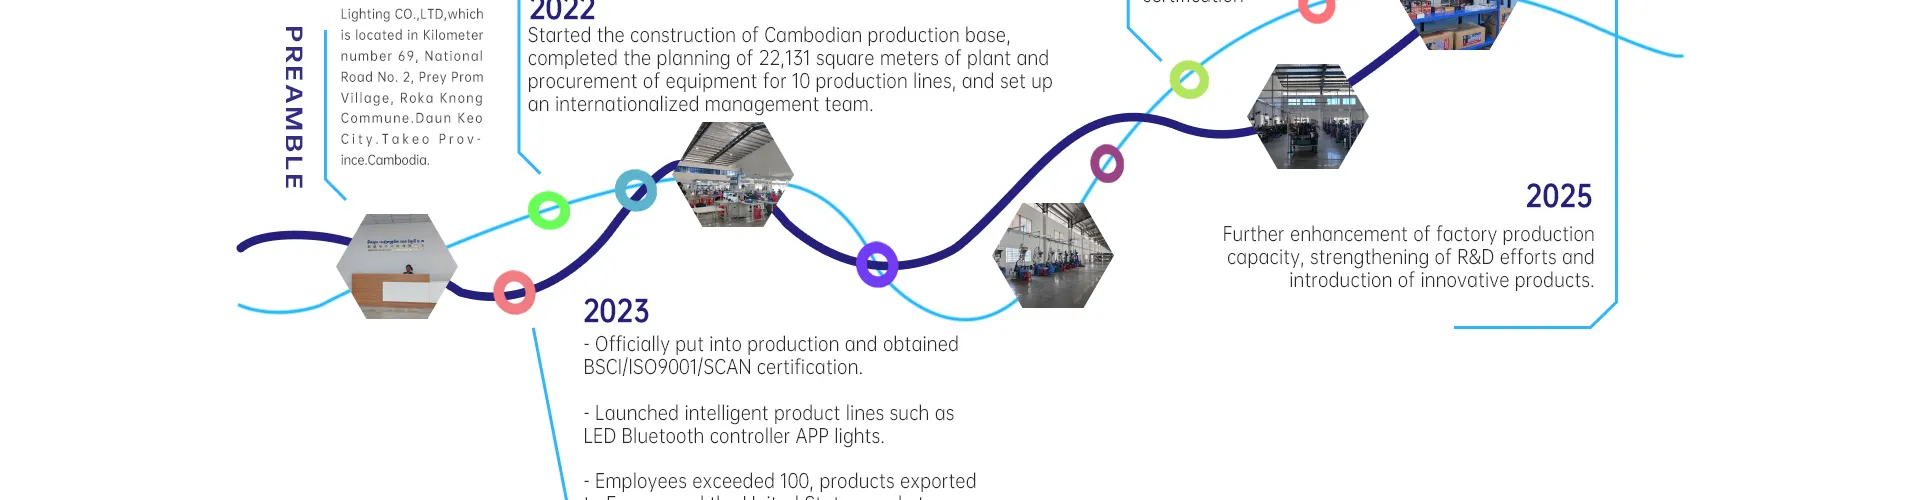 PREAMBLE
Lighting CO.,LTD,which
is located in Kilometer
number 69, National
Road No. 2, Prey Prom
Village, Roka Knong
Commune.Daun Keo
City.Takeo Prov-
ince.Cambodia.
2022
Started the construction of Cambodian production base,
completed the planning of 22,131 square meters of plant and
procurement of equipment for 10 production lines, and set up
an internationalized management team.
2023
- Officially put into production and obtained
BSCI/ISO9001/SCAN certification.
- Launched intelligent product lines such as
LED Bluetooth controller APP lights.
- Employees exceeded 100, products exported
2025
Further enhancement of factory production
capacity, strengthening of R&D efforts and
introduction of innovative products.